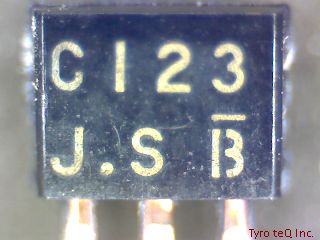 C123
J.S B̅
Tyro teQ Inc.